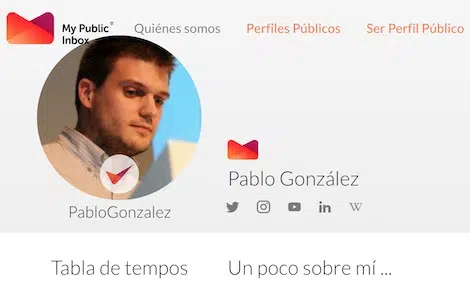 My Public
Inbox
Quiénes somos
Perfiles Públicos
Ser Perfil Público
Pablo González
PabloGonzalez
Tabla de tempos
Un poco sobre mí ...